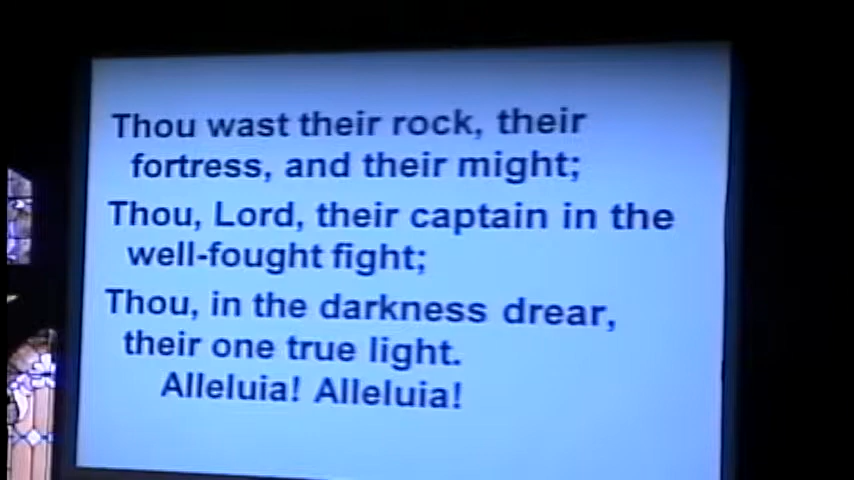 Thou wast their rock, their
fortress, and their might;
Thou, Lord, their captain in the
well-fought fight;
Thou, in the darkness drear,
their one true light.
Alleluia! Alleluia!